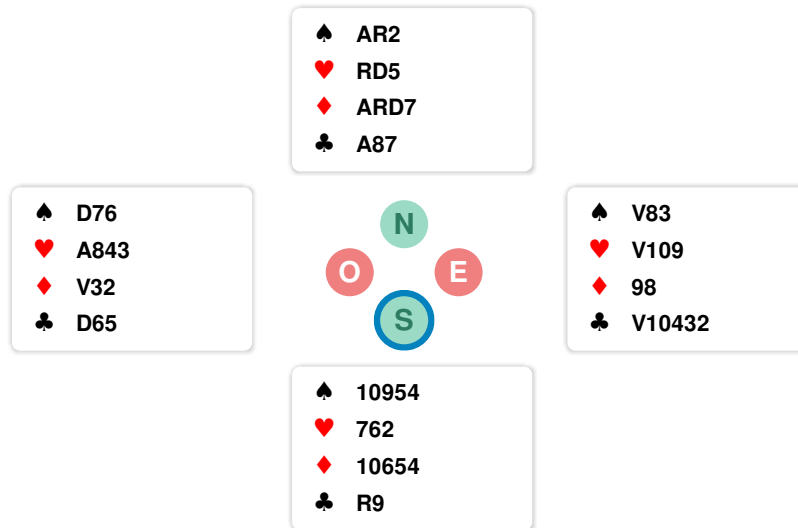 ♠ AR2
♥ RD5
♦ ARD7
♣ A87
♠ D76
♥ A843
♦ V32
♣ D65
N
O E
S
♠ V83
♥ V109
♦ 98
♣ V10432
♠ 10954
♥ 762
♦ 10654
♣ R9